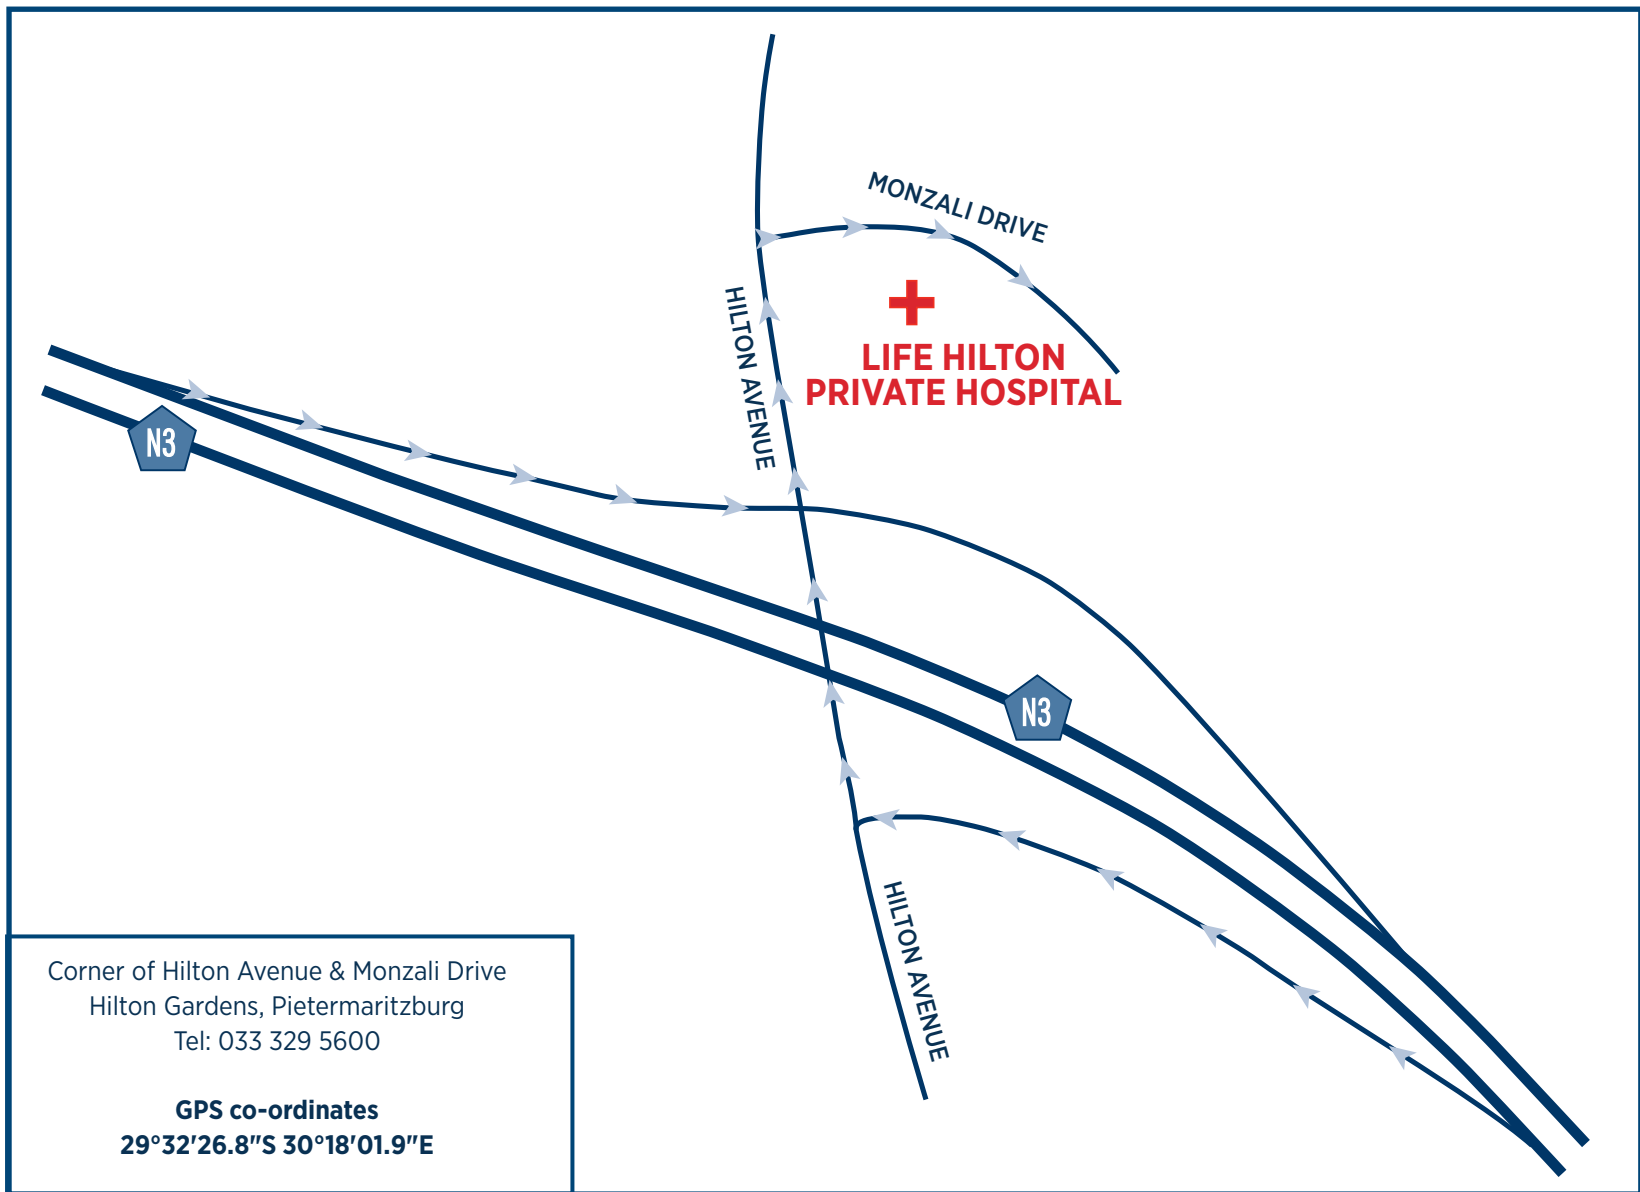 MONZALI DRIVE
HILTON AVENUE
LIFE HILTON
PRIVATE HOSPITAL
N3
N3
HILTON AVENUE
Corner of Hilton Avenue & Monzali Drive
Hilton Gardens, Pietermaritzburg
Tel: 033 329 5600
GPS co-ordinates
29°32'26.8"S 30°18'01.9"E